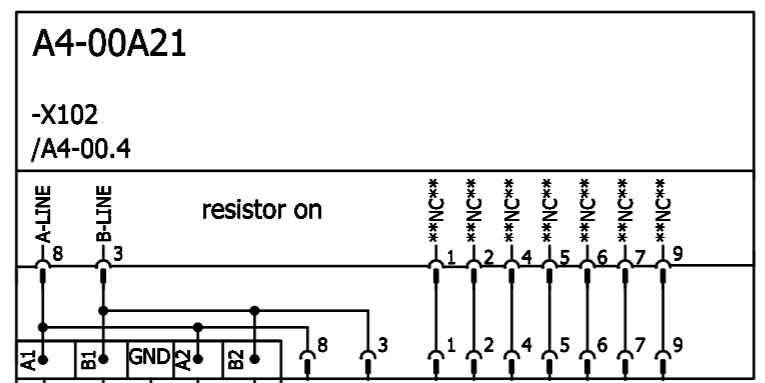 A4-00A21
-X102
/A4-00.4
A-LINE
B-LINE
resistor on
**NC**
**NC**
**NC**
**NC**
**NC**
**NC**
**NC**
8 3 1 2 4 5 6 7 9
8 3 1 2 4 5 6 7 9
A1 B1 GND A2 B2